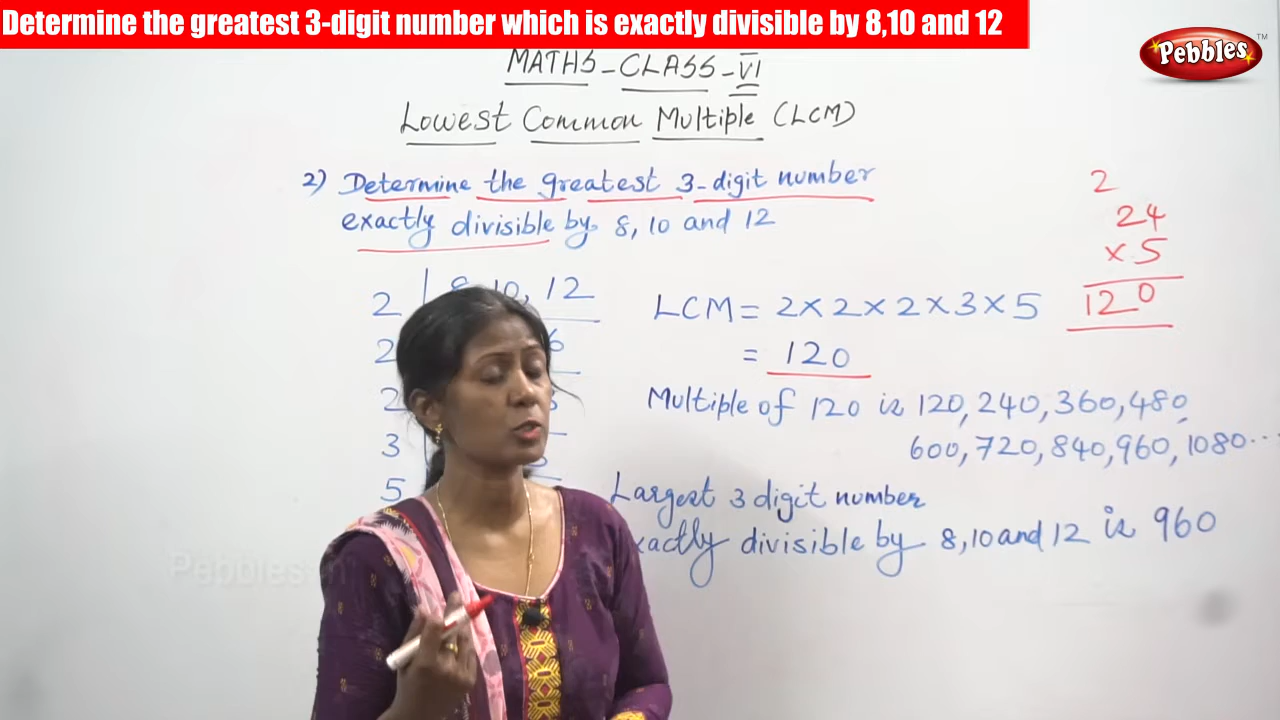 Determine the greatest 3-digit number which is exactly divisible by 8,10 and 12
Pebbles TM
MATHS - CLASS - VI
Lowest Common Multiple (LCM)
2) Determine the greatest 3-digit number
exactly divisible by 8, 10 and 12
2 | 8, 10, 12
2 6
2 3
3
5
LCM = 2×2×2×3×5
= 120
2
24
×5
120
Multiple of 120 is 120, 240, 360, 480,
600, 720, 840, 960, 1080...
Largest 3 digit number
exactly divisible by 8, 10 and 12 is 960
Pebbles